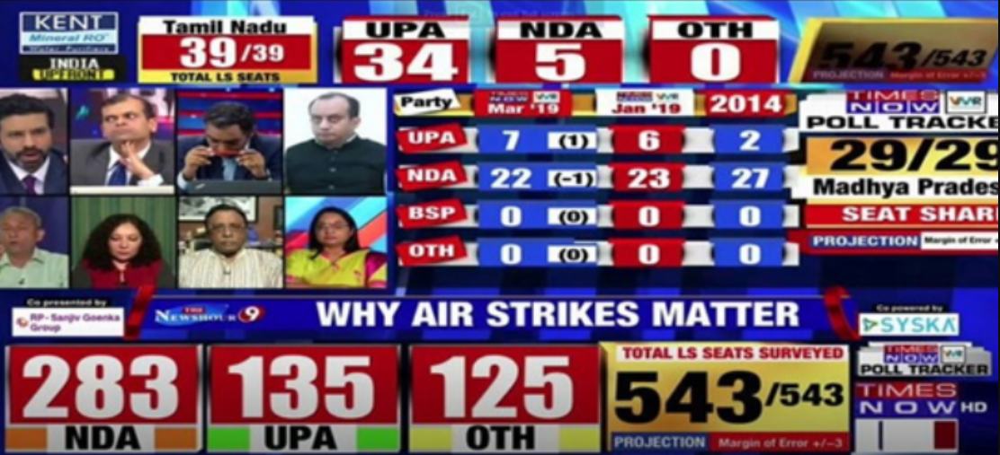 KENT
Mineral RO™
Water Purifiers
INDIA
UPFRONT
Tamil Nadu
39/39
TOTAL LS SEATS
UPA
34
NDA
5
OTH
0
543/543
PROJECTION Margin of Error +/-
Party TIMES NOW VMR Mar '19 Jan '19 VMR 2014
UPA 7 (1) 6 2
NDA 22 (-1) 23 27
BSP 0 (0) 0 0
OTH 0 (0) 0 0
TIMES
NOW VMR
POLL TRACKE
29/29
Madhya Prades
SEAT SHAR
PROJECTION Margin of Error
Co presented by
RP-Sanjiv Goenka
Group
THE
NEWSHOUR 9
WHY AIR STRIKES MATTER
Co powered by
SYSKA
283
NDA
135
UPA
125
OTH
TOTAL LS SEATS SURVEYED
543/543
PROJECTION Margin of Error +/-3
TIMES
NOW VMR
POLL TRACKER
TIMES
NOW HD